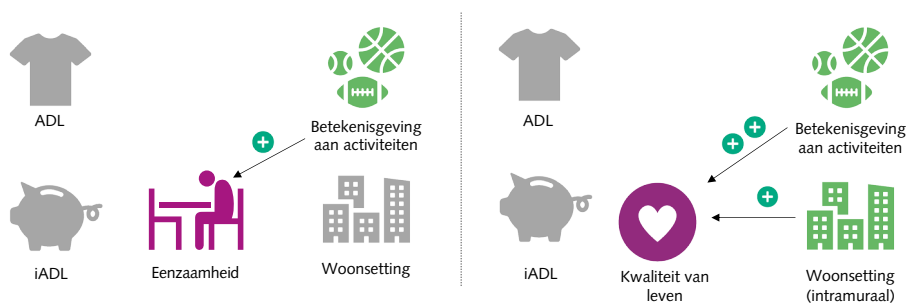 ADL
Betekenisgeving
aan activiteiten
+
iADL
Eenzaamheid
Woonsetting
ADL
Betekenisgeving
aan activiteiten
+
+
+
iADL
Kwaliteit van
leven
Woonsetting
(intramuraal)